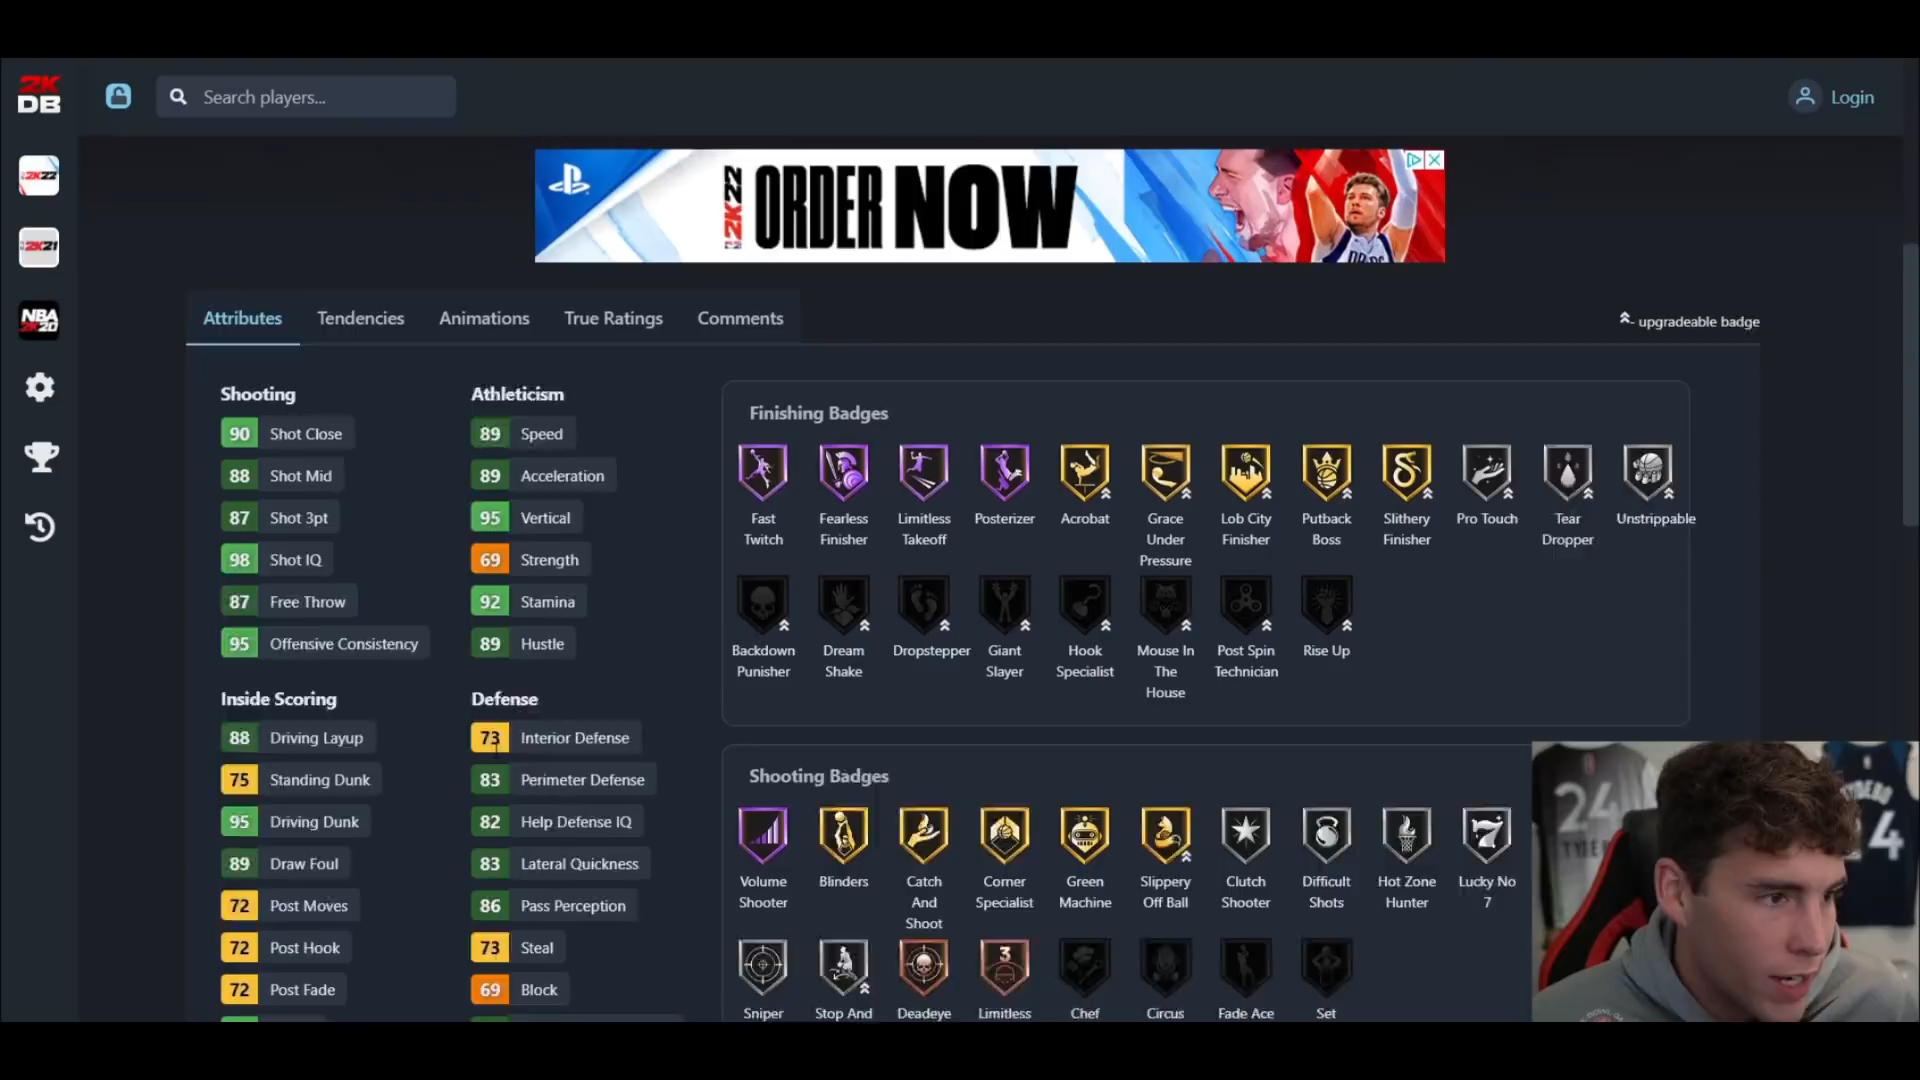 2K
DB
Search players...
Login
2K22
ORDER NOW
2K22
2K21
NBA
2K20
Attributes
Tendencies
Animations
True Ratings
Comments
- upgradeable badge
Shooting
90 Shot Close
88 Shot Mid
87 Shot 3pt
98 Shot IQ
87 Free Throw
95 Offensive Consistency
Athleticism
89 Speed
89 Acceleration
95 Vertical
69 Strength
92 Stamina
89 Hustle
Inside Scoring
88 Driving Layup
75 Standing Dunk
95 Driving Dunk
89 Draw Foul
72 Post Moves
72 Post Hook
72 Post Fade
Defense
73 Interior Defense
83 Perimeter Defense
82 Help Defense IQ
83 Lateral Quickness
86 Pass Perception
73 Steal
69 Block
Finishing Badges
Fast Twitch
Fearless Finisher
Limitless Takeoff
Posterizer
Acrobat
Grace Under Pressure
Lob City Finisher
Putback Boss
Slithery Finisher
Pro Touch
Tear Dropper
Unstrippable
Backdown Punisher
Dream Shake
Dropstepper
Giant Slayer
Hook Specialist
Mouse In The House
Post Spin Technician
Rise Up
Shooting Badges
Volume Shooter
Blinders
Catch And Shoot
Corner Specialist
Green Machine
Slippery Off Ball
Clutch Shooter
Difficult Shots
Hot Zone Hunter
Lucky No 7
Sniper
Stop And
Deadeye
3
Limitless
Chef
Circus
Fade Ace
Set
24
4